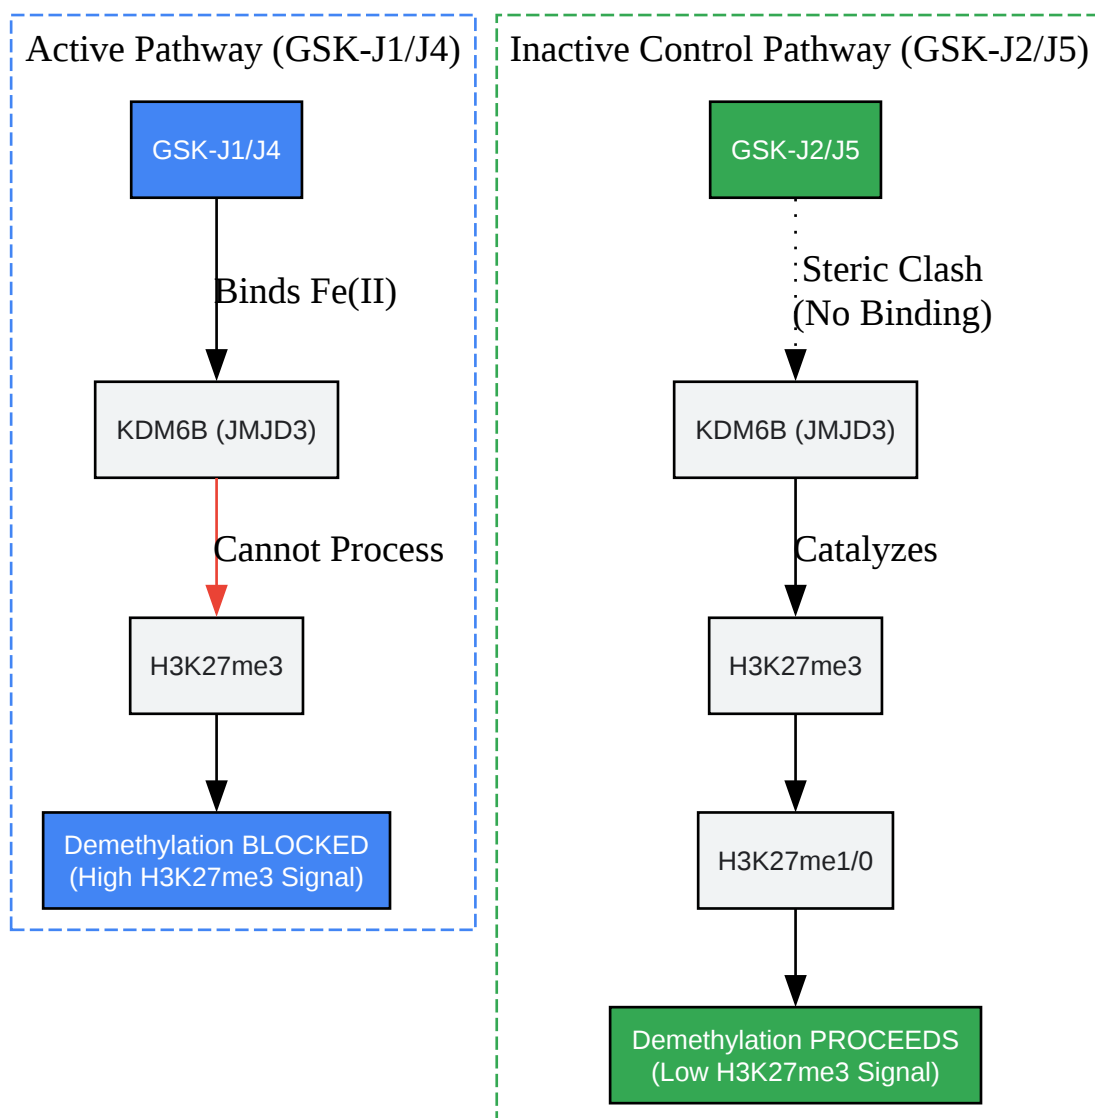 Active Pathway (GSK-J1/J4)
GSK-J1/J4
Binds Fe(II)
KDM6B (JMJD3)
Cannot Process
H3K27me3
Demethylation BLOCKED
(High H3K27me3 Signal)
Inactive Control Pathway (GSK-J2/J5)
GSK-J2/J5
Steric Clash
(No Binding)
KDM6B (JMJD3)
Catalyzes
H3K27me3
H3K27me1/0
Demethylation PROCEEDS
(Low H3K27me3 Signal)